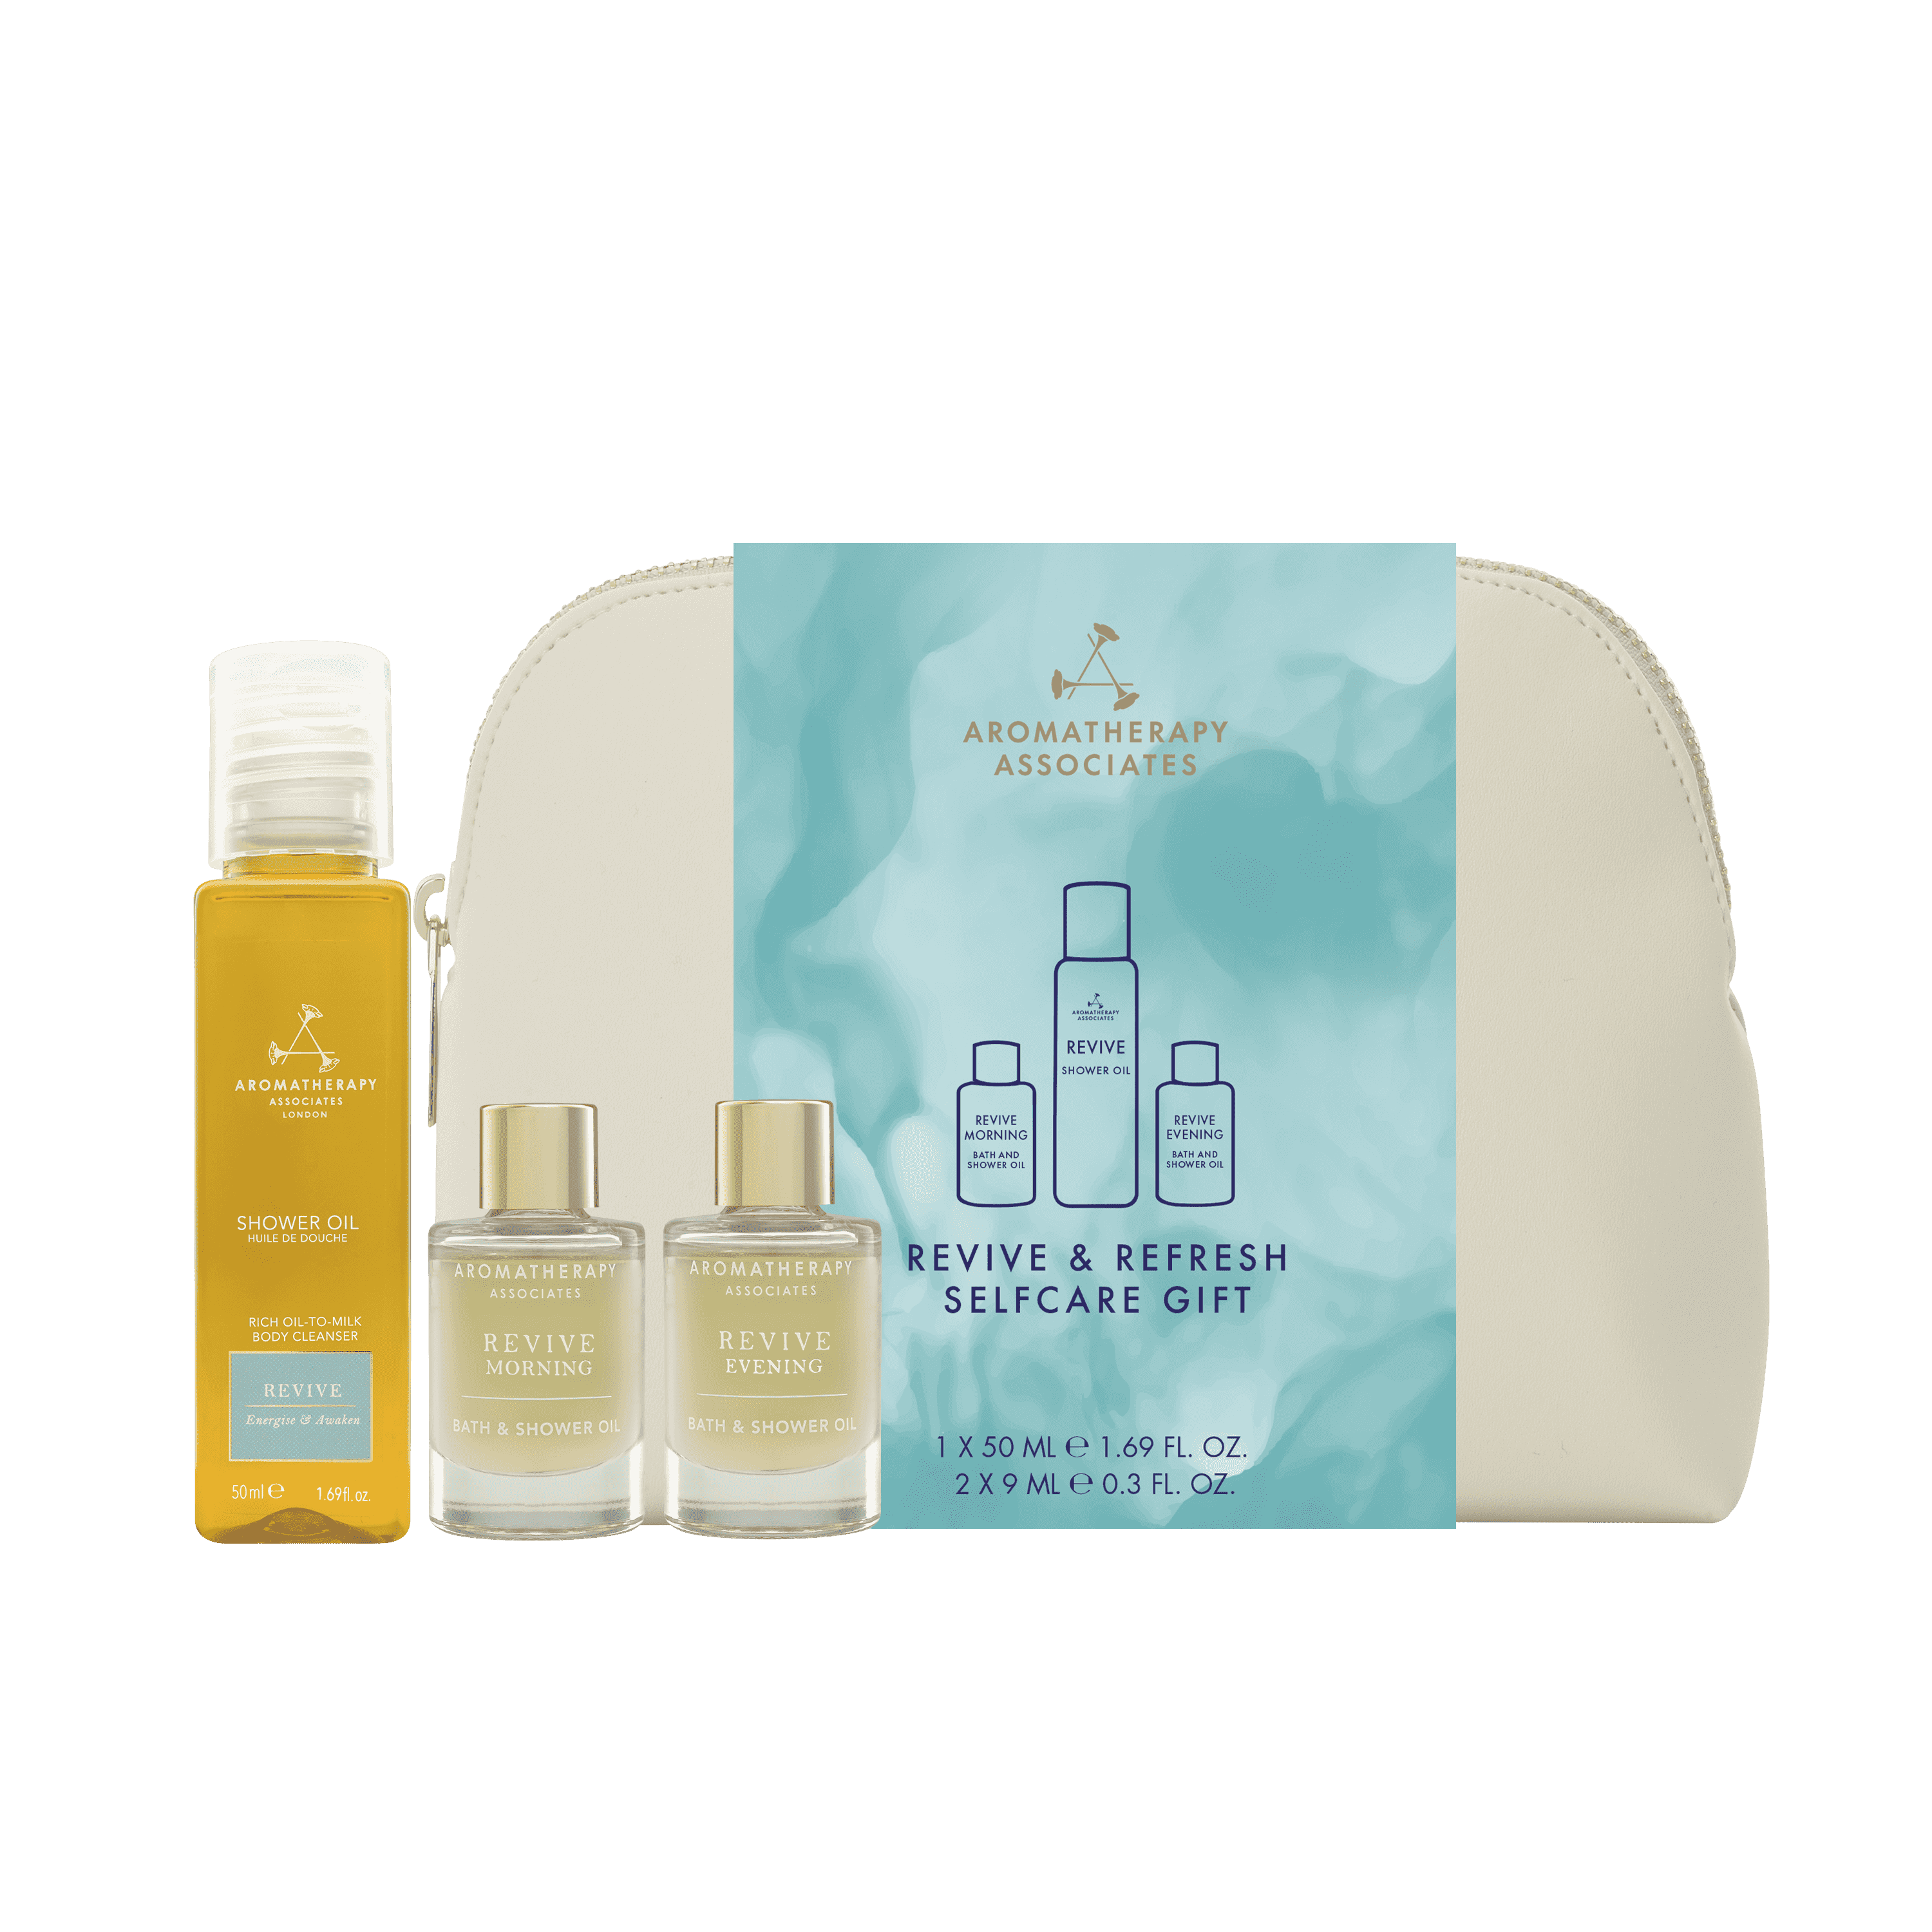 AROMATHERAPY
ASSOCIATES
LONDON
SHOWER OIL
HUILE DE DOUCHE
RICH OIL-TO-MILK
BODY CLEANSER
REVIVE
Energise & Awaken
50ml ℮ 1.69fl.oz.
AROMATHERAPY
ASSOCIATES
REVIVE
MORNING
BATH & SHOWER OIL
AROMATHERAPY
ASSOCIATES
REVIVE
EVENING
BATH & SHOWER OIL
AROMATHERAPY
ASSOCIATES
AROMATHERAPY
ASSOCIATES
REVIVE
SHOWER OIL
REVIVE
MORNING
BATH AND
SHOWER OIL
REVIVE
EVENING
BATH AND
SHOWER OIL
REVIVE & REFRESH
SELFCARE GIFT
1 X 50 ML ℮ 1.69 FL. OZ.
2 X 9 ML ℮ 0.3 FL. OZ.